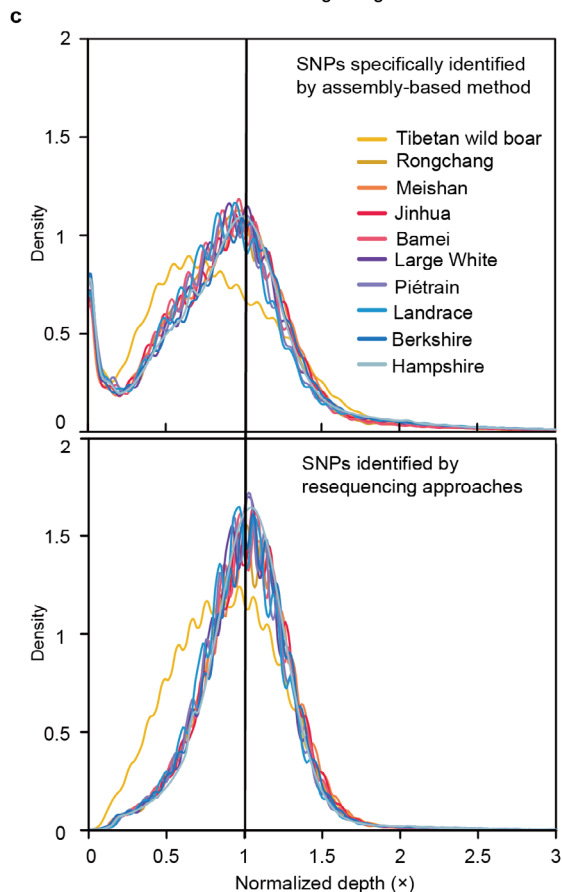 c
2
SNPs specifically identified
by assembly-based method
1.5
Tibetan wild boar
Rongchang
Meishan
Jinhua
Bamei
Large White
Piétrain
Landrace
Berkshire
Hampshire
1
Density
0.5
0
2
SNPs identified by
resequencing approaches
1.5
1
Density
0.5
0
0 0.5 1 1.5 2 2.5 3
Normalized depth (×)